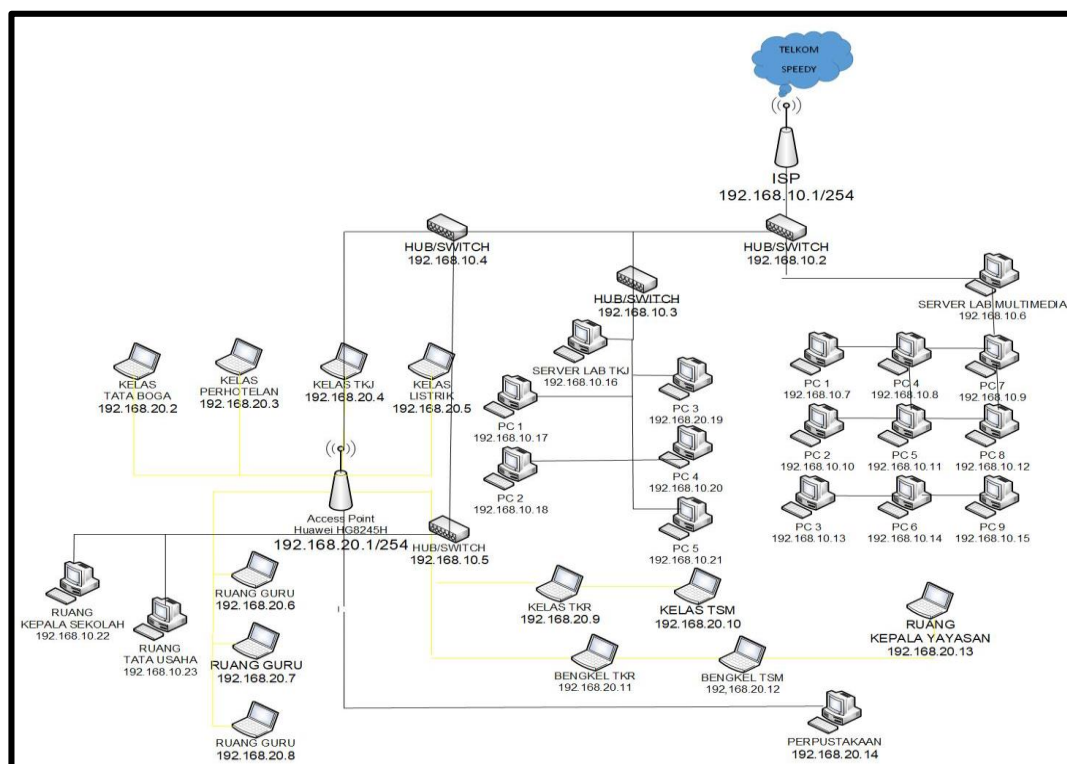 TELKOM
SPEEDY
ISP
192.168.10.1/254
HUB/SWITCH
192.168.10.4
HUB/SWITCH
192.168.10.2
HUB/SWITCH
192.168.10.3
SERVER LAB MULTIMEDIA
192.168.10.6
SERVER LAB TKJ
192.168.10.16
KELAS
TATA BOGA
192.168.20.2
KELAS
PERHOTELAN
192.168.20.3
KELAS TKJ
192.168.20.4
KELAS
LISTRIK
192.168.20.5
PC 1
192.168.10.17
PC 3
192.168.20.19
PC 2
192.168.10.18
PC 4
192.168.10.20
PC 5
192.168.10.21
PC 1
192.168.10.7
PC 4
192.168.10.8
PC 7
192.168.10.9
PC 2
192.168.10.10
PC 5
192.168.10.11
PC 8
192.168.10.12
PC 3
192.168.10.13
PC 6
192.168.10.14
PC 9
192.168.10.15
Access Point
Huawei HG8245H
192.168.20.1/254
HUB/SWITCH
192.168.10.5
RUANG
KEPALA SEKOLAH
192.168.10.22
RUANG
TATA USAHA
192.168.10.23
RUANG GURU
192.168.20.6
RUANG GURU
192.168.20.7
RUANG GURU
192.168.20.8
KELAS TKR
192.168.20.9
KELAS TSM
192.168.20.10
BENGKEL TKR
192.168.20.11
BENGKEL TSM
192,168.20.12
RUANG
KEPALA YAYASAN
192.168.20.13
PERPUSTAKAAN
192.168.20.14